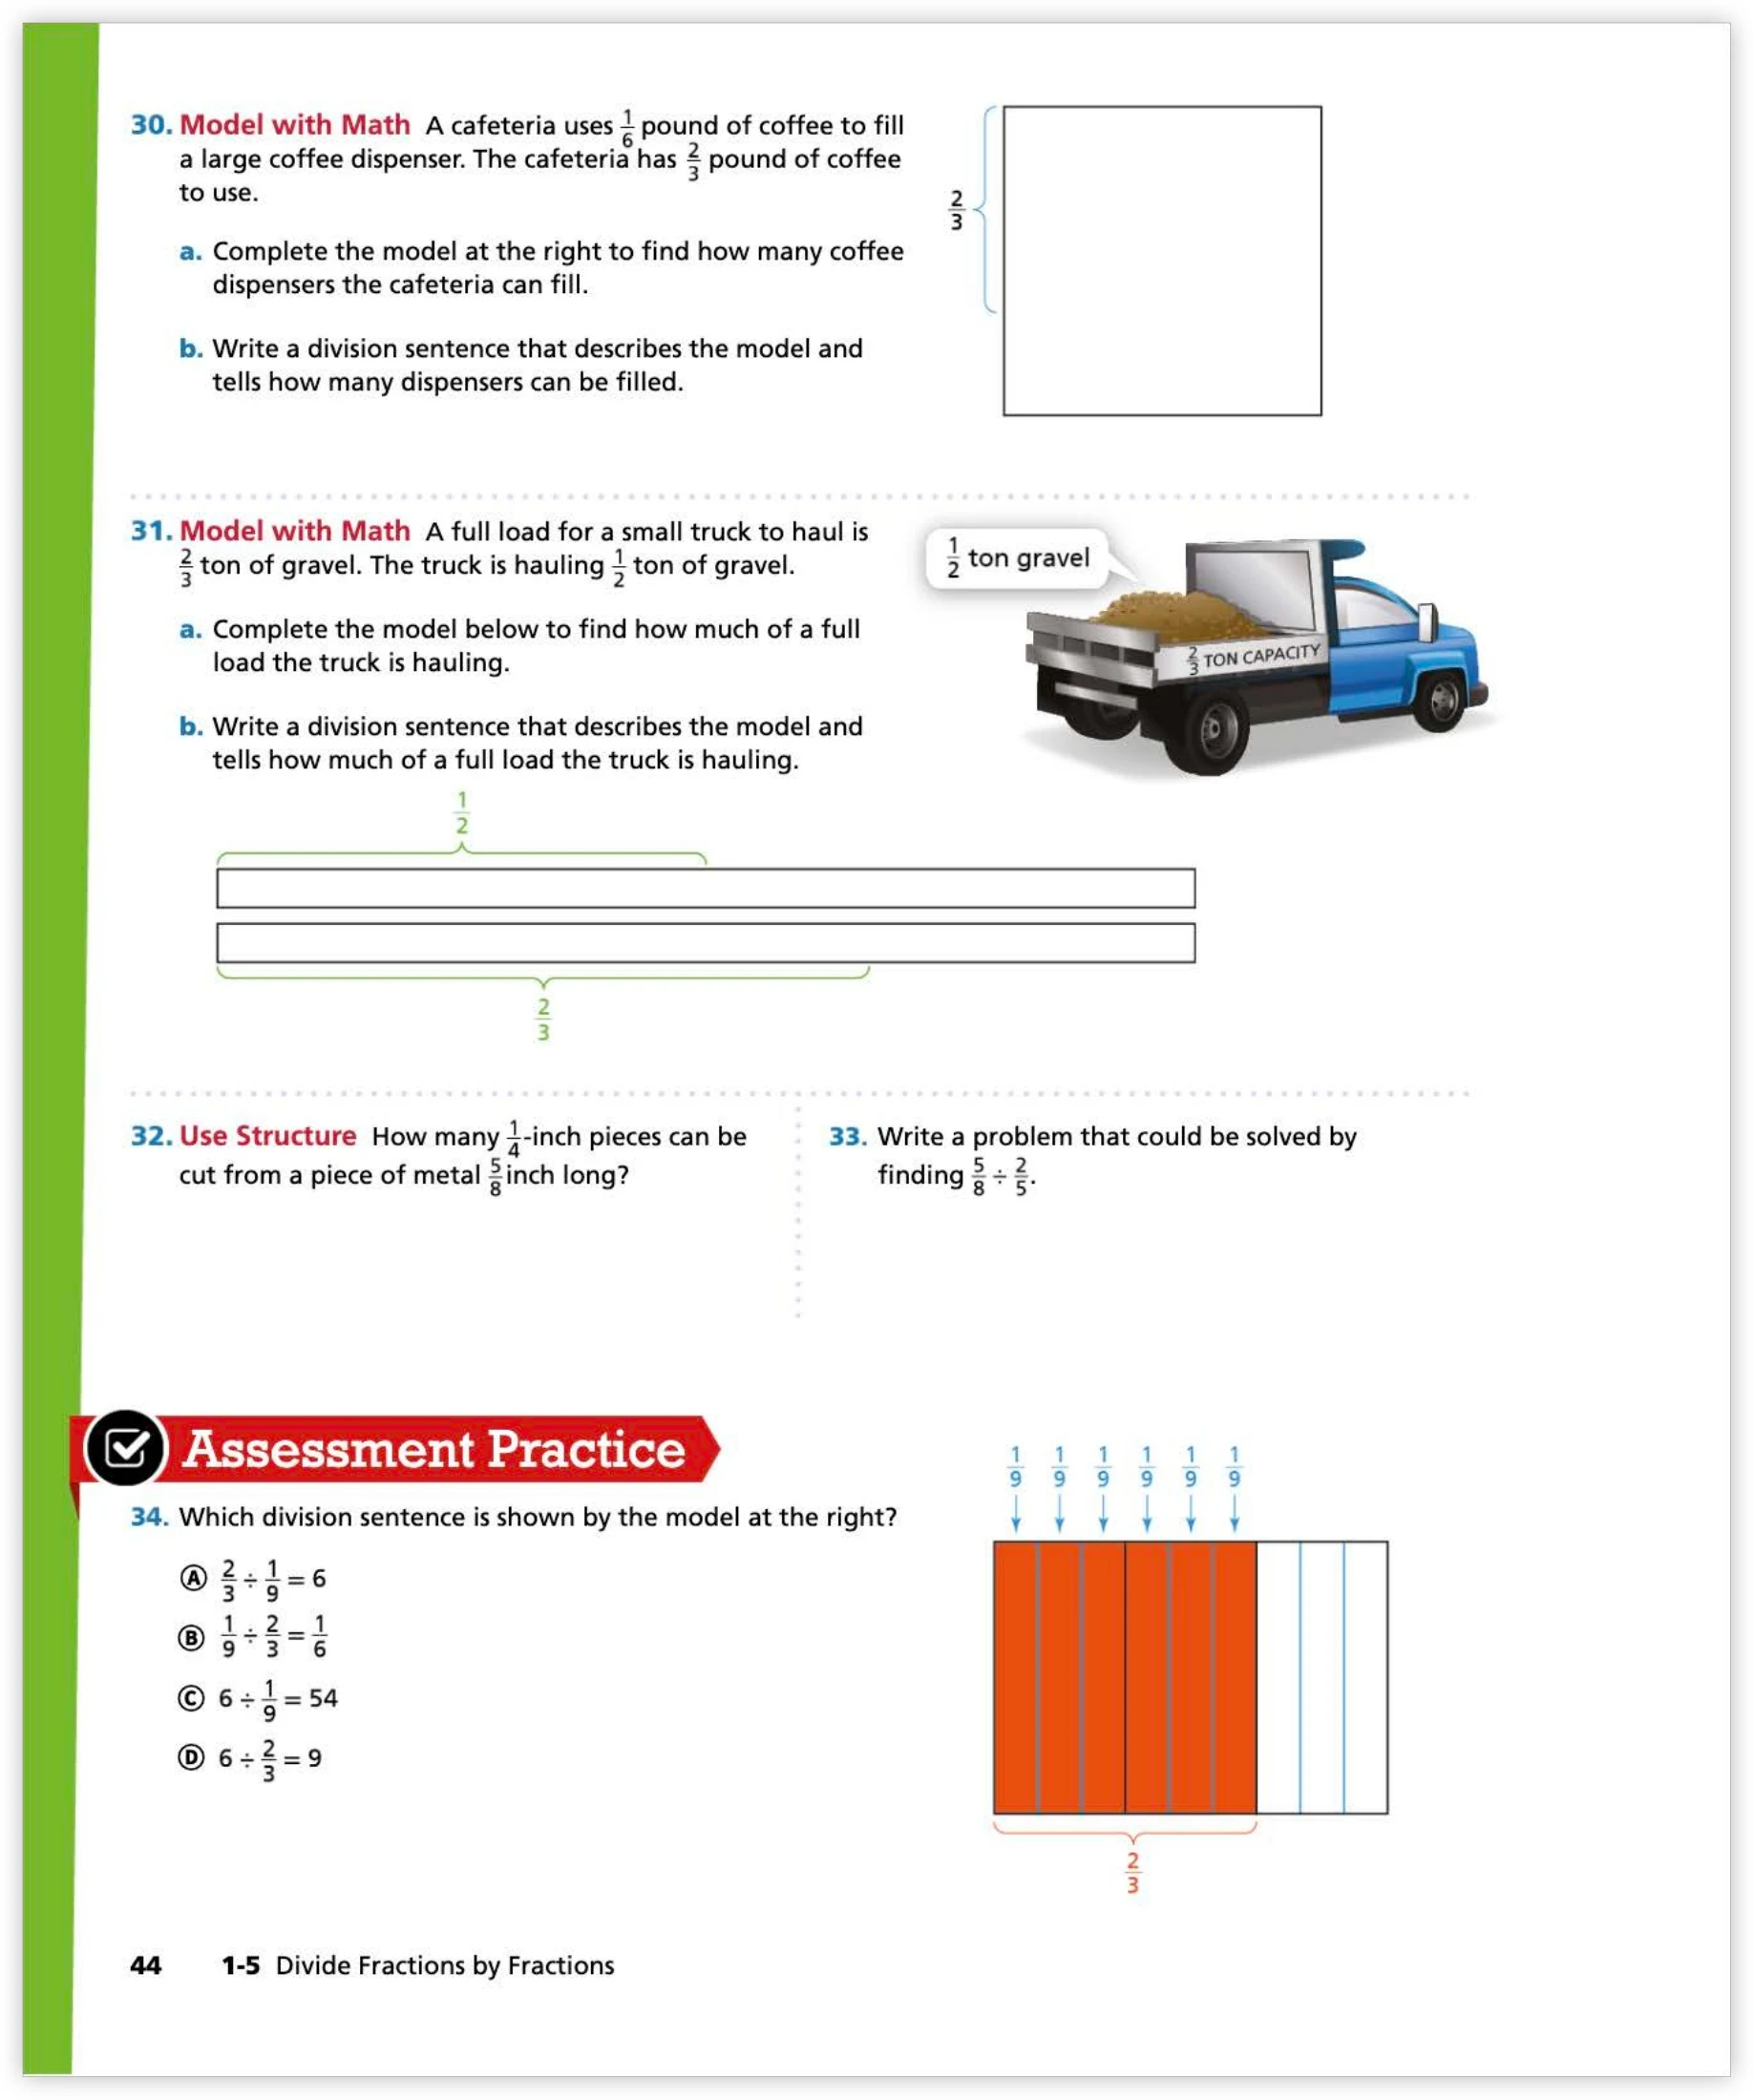 30. Model with Math A cafeteria uses 1/6 pound of coffee to fill
a large coffee dispenser. The cafeteria has 2/3 pound of coffee
to use.
2/3
a. Complete the model at the right to find how many coffee
dispensers the cafeteria can fill.
b. Write a division sentence that describes the model and
tells how many dispensers can be filled.
31. Model with Math A full load for a small truck to haul is
2/3 ton of gravel. The truck is hauling 1/2 ton of gravel.
1/2 ton gravel
2/3 TON CAPACITY
a. Complete the model below to find how much of a full
load the truck is hauling.
b. Write a division sentence that describes the model and
tells how much of a full load the truck is hauling.
1/2
2/3
32. Use Structure How many 1/4-inch pieces can be
cut from a piece of metal 5/8 inch long?
33. Write a problem that could be solved by
finding 5/8 ÷ 2/5.
Assessment Practice
34. Which division sentence is shown by the model at the right?
Ⓐ 2/3 ÷ 1/9 = 6
Ⓑ 1/9 ÷ 2/3 = 1/6
Ⓒ 6 ÷ 1/9 = 54
Ⓓ 6 ÷ 2/3 = 9
1/9 1/9 1/9 1/9 1/9 1/9
2/3
44 1-5 Divide Fractions by Fractions